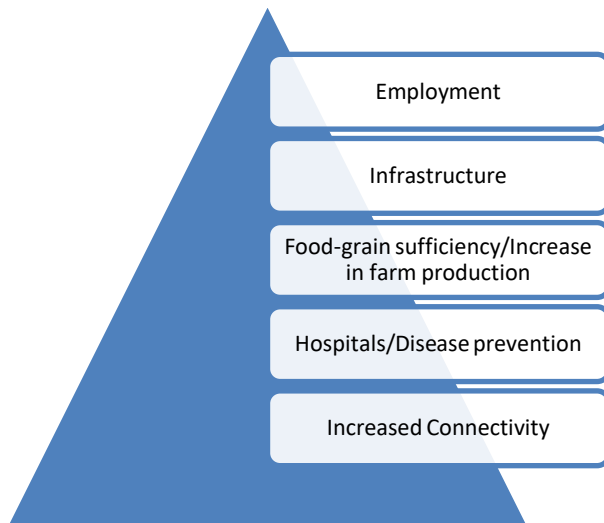 Employment
Infrastructure
Food-grain sufficiency/Increase
in farm production
Hospitals/Disease prevention
Increased Connectivity